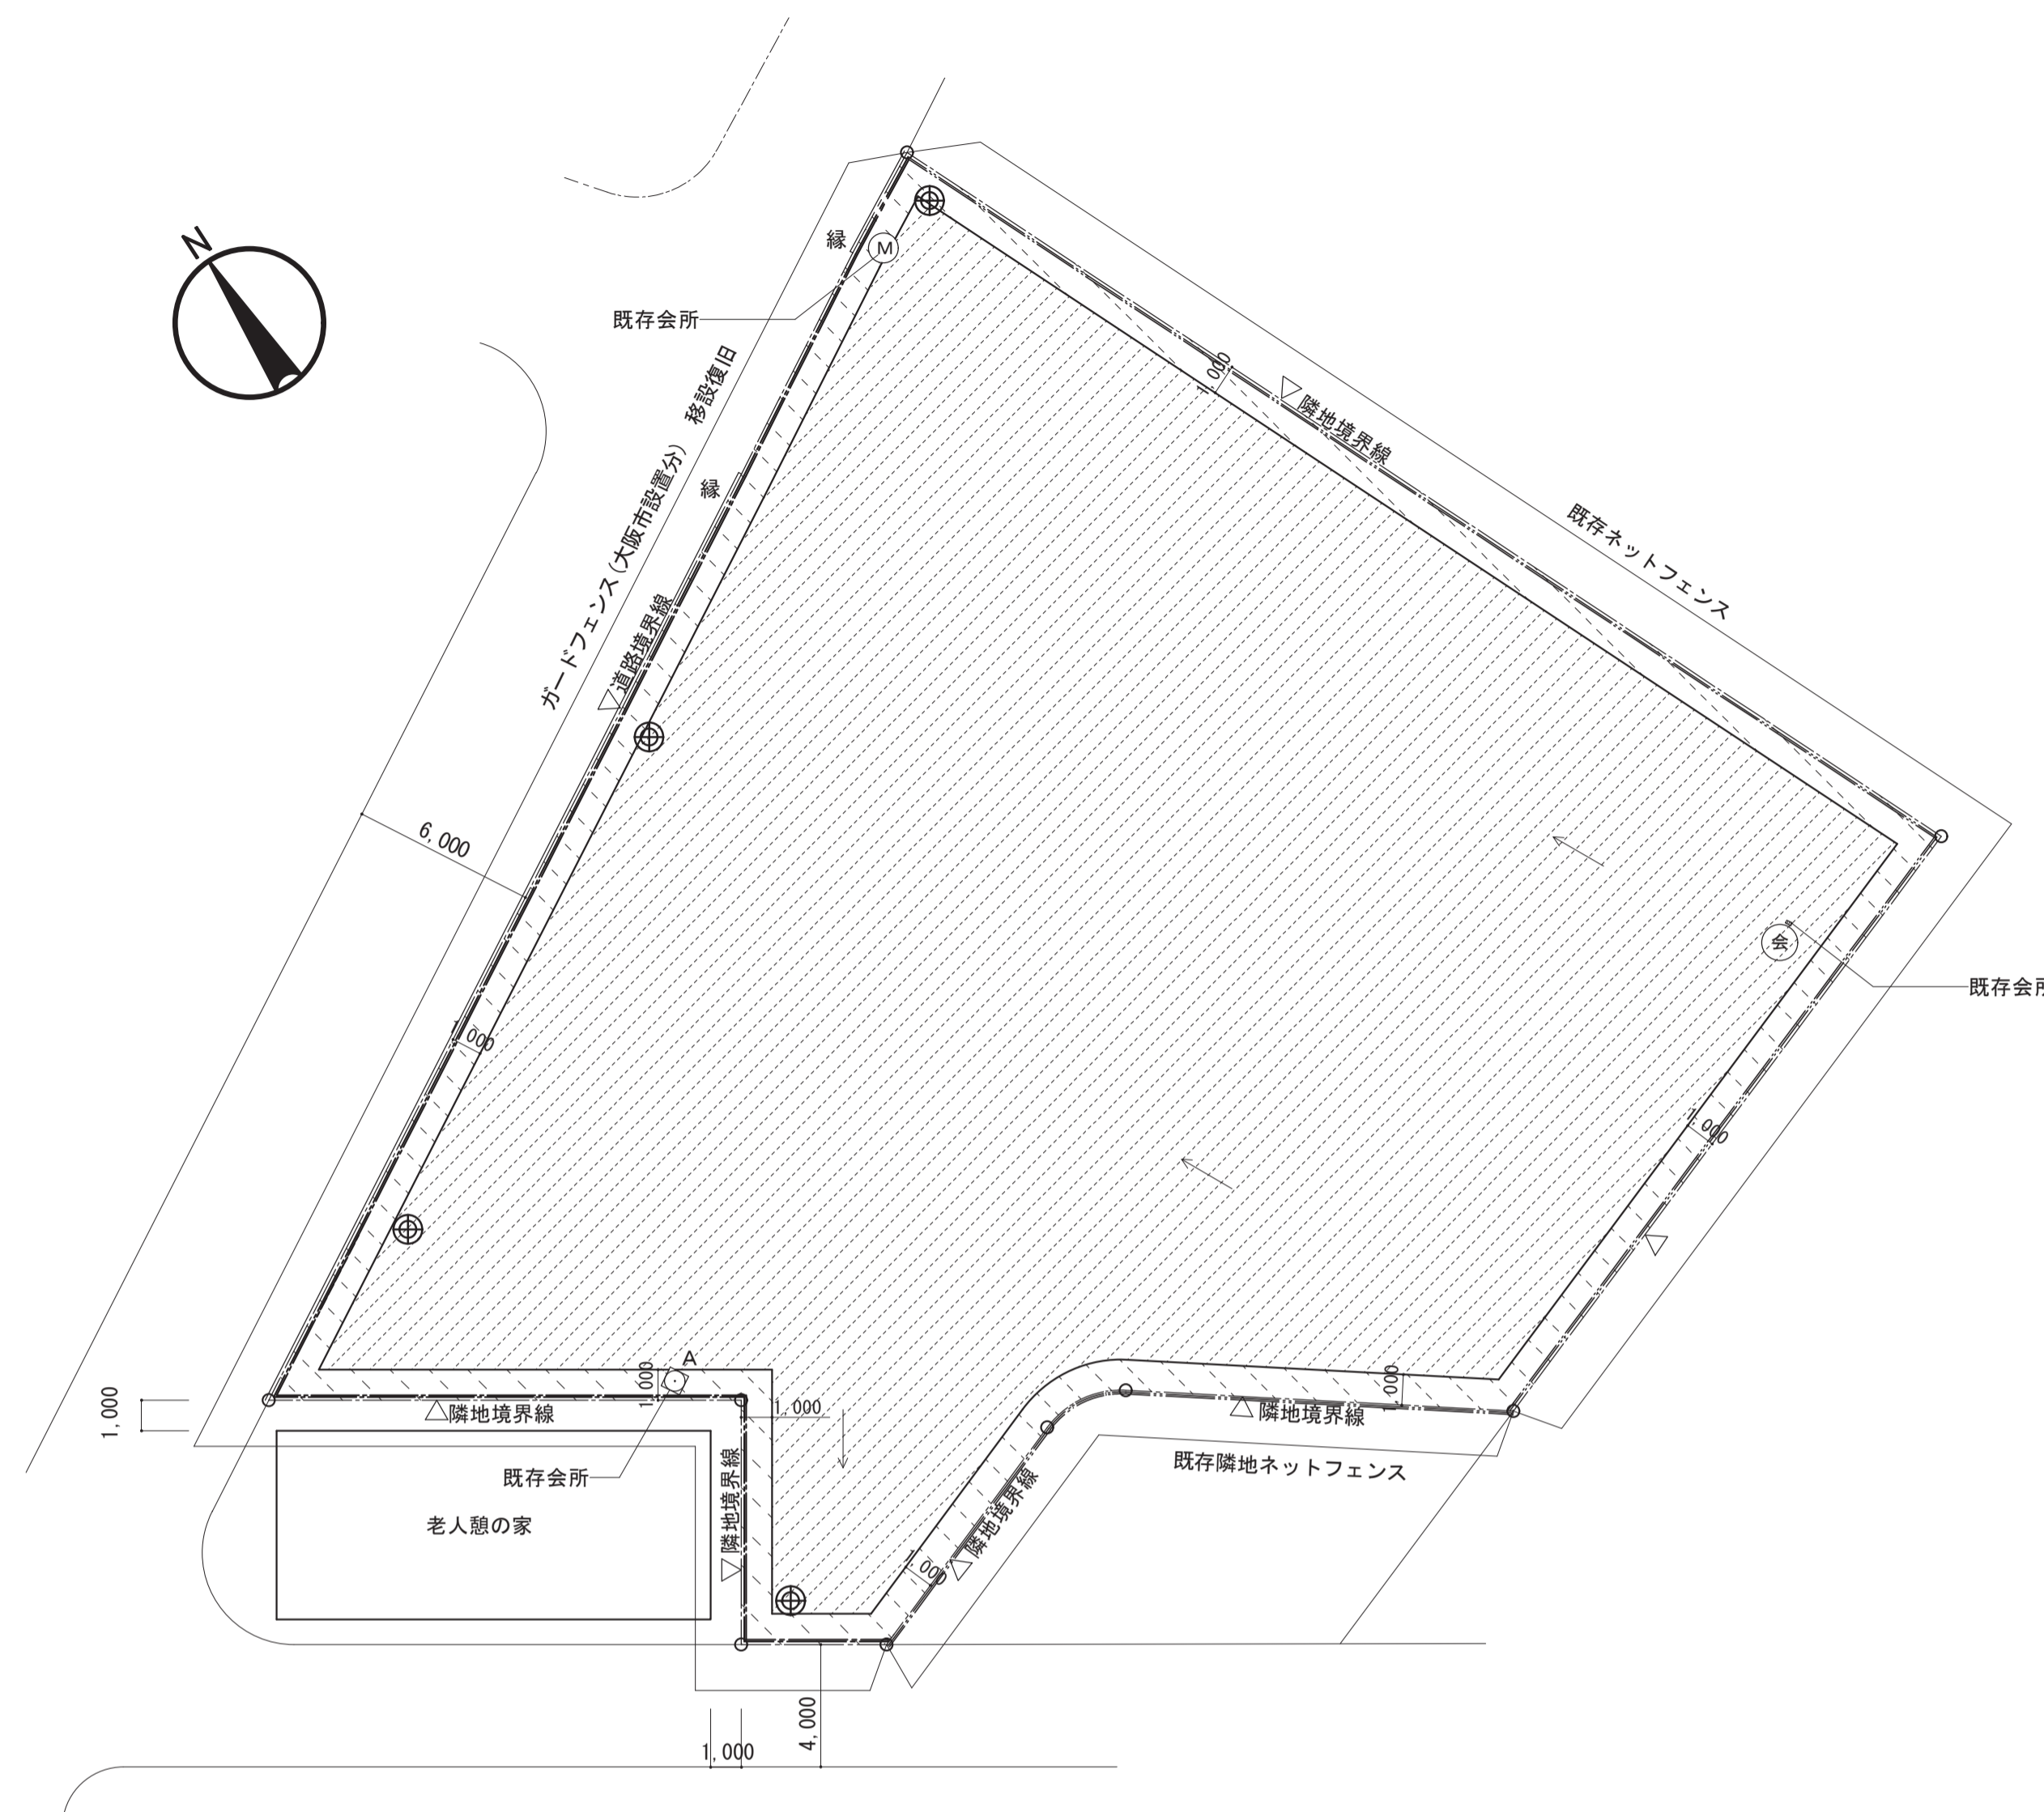 N
縁
M
既存会所
1,000
隣地境界線
ガードフェンス(大阪市設置分) 移設復旧
縁
既存ネットフェンス
道路境界線
6,000
会
既存会所
1,000
1,000
A
1,000
1,000
1,000
隣地境界線
1,000
隣地境界線
既存隣地ネットフェンス
既存会所
隣地境界線
隣地境界線
老人憩の家
1,000
4,000
1,000